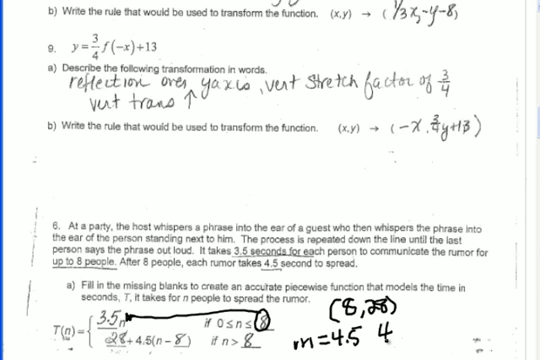 b) Write the rule that would be used to transform the function. (x,y) → ( 1/3x, -y-8)
9. y = 3/4 f(-x)+13
a) Describe the following transformation in words.
reflection over yaxis, vert stretch factor of 3/4
vert trans ↑
b) Write the rule that would be used to transform the function. (x,y) → (-x, 3/4y+13)
6. At a party, the host whispers a phrase into the ear of a guest who then whispers the phrase into
the ear of the person standing next to him. The process is repeated down the line until the last
person says the phrase out loud. It takes 3.5 seconds for each person to communicate the rumor for
up to 8 people. After 8 people, each rumor takes 4.5 second to spread.
a) Fill in the missing blanks to create an accurate piecewise function that models the time in
seconds, T, it takes for n people to spread the rumor.
(8,28)
3.5n if 0 ≤ n ≤ 8
T(n)= { 28 + 4.5(n-8) if n > 8
m=4.5 4